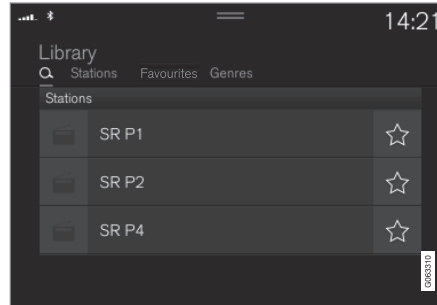 14:21
Library
Stations Favourites Genres
Stations
SR P1
SR P2
SR P4
G063310